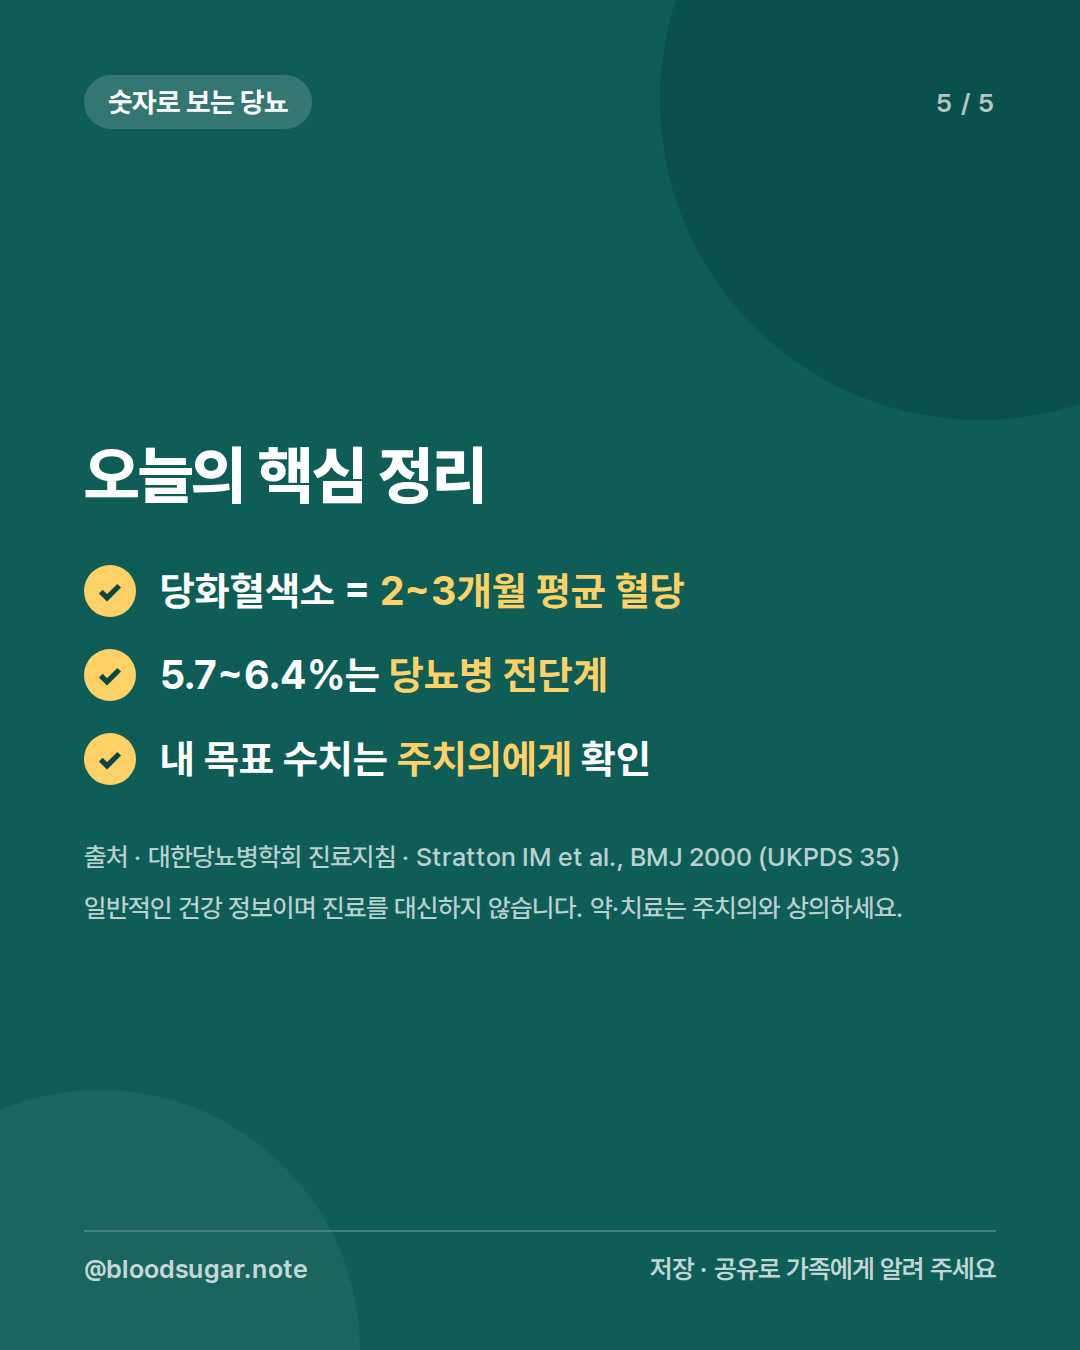 숫자로 보는 당뇨
5 / 5
오늘의 핵심 정리
당화혈색소 = 2~3개월 평균 혈당
5.7~6.4%는 당뇨병 전단계
내 목표 수치는 주치의에게 확인
출처 · 대한당뇨병학회 진료지침 · Stratton IM et al., BMJ 2000 (UKPDS 35)
일반적인 건강 정보이며 진료를 대신하지 않습니다. 약·치료는 주치의와 상의하세요.
@bloodsugar.note
저장 · 공유로 가족에게 알려 주세요